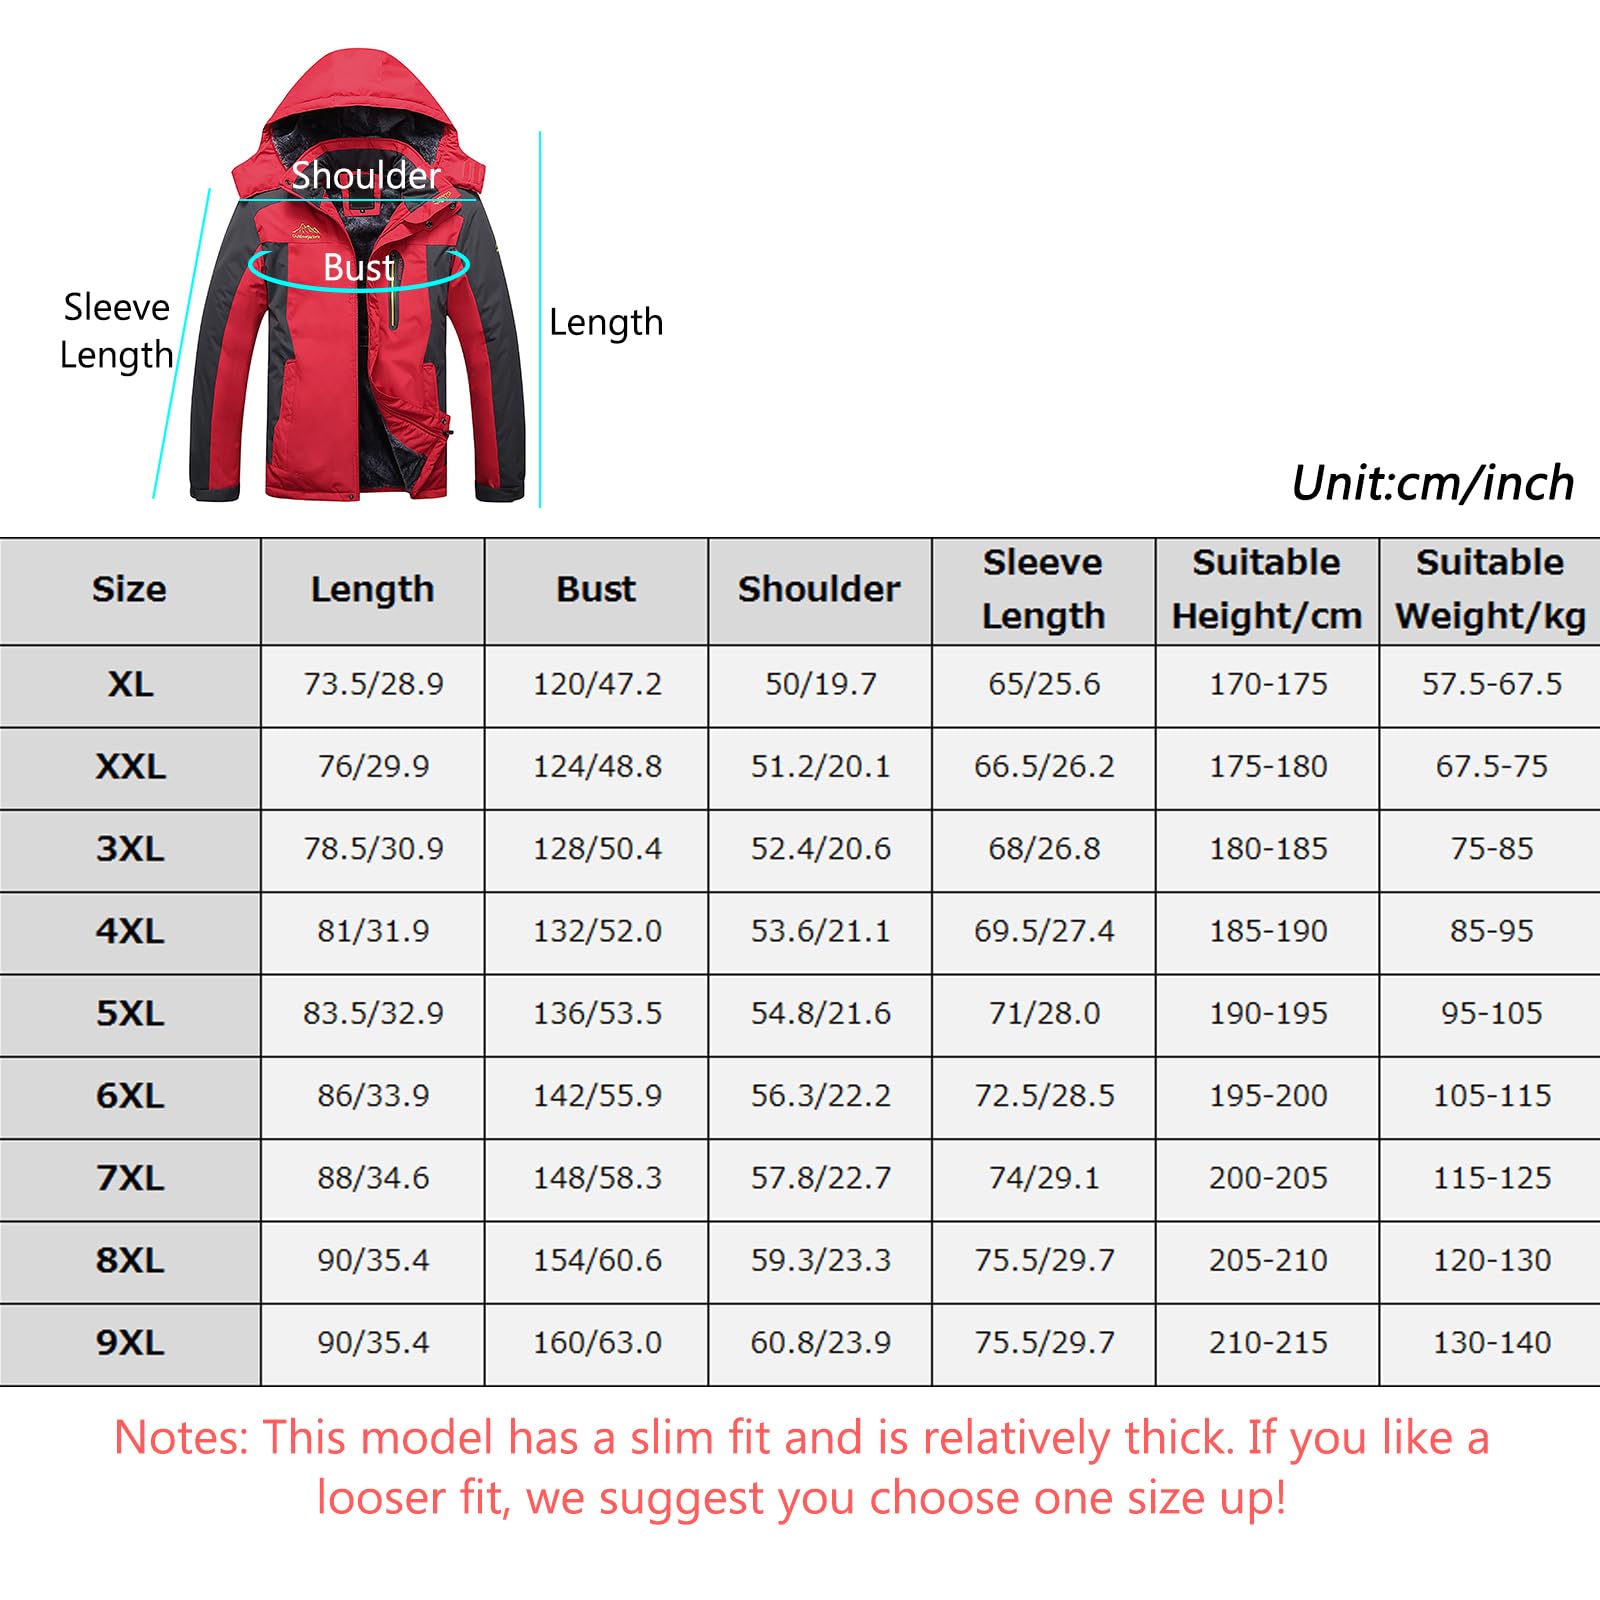 Shoulder
Bust
Sleeve
Length
Length
Unit:cm/inch
Size Length Bust Shoulder Sleeve Length Suitable Height/cm Suitable Weight/kg
XL 73.5/28.9 120/47.2 50/19.7 65/25.6 170-175 57.5-67.5
XXL 76/29.9 124/48.8 51.2/20.1 66.5/26.2 175-180 67.5-75
3XL 78.5/30.9 128/50.4 52.4/20.6 68/26.8 180-185 75-85
4XL 81/31.9 132/52.0 53.6/21.1 69.5/27.4 185-190 85-95
5XL 83.5/32.9 136/53.5 54.8/21.6 71/28.0 190-195 95-105
6XL 86/33.9 142/55.9 56.3/22.2 72.5/28.5 195-200 105-115
7XL 88/34.6 148/58.3 57.8/22.7 74/29.1 200-205 115-125
8XL 90/35.4 154/60.6 59.3/23.3 75.5/29.7 205-210 120-130
9XL 90/35.4 160/63.0 60.8/23.9 75.5/29.7 210-215 130-140
Notes: This model has a slim fit and is relatively thick. If you like a
looser fit, we suggest you choose one size up!